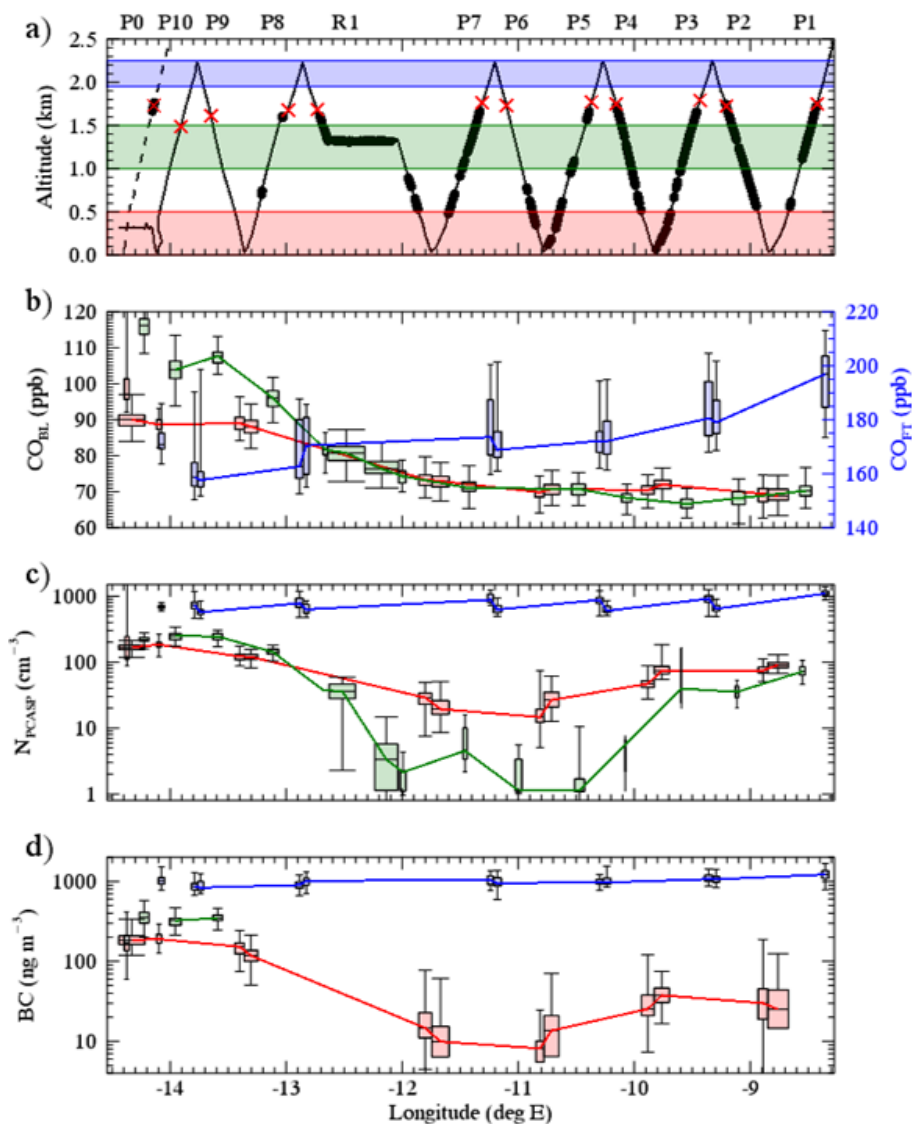 P0 P10 P9 P8 R1 P7 P6 P5 P4 P3 P2 P1
a)
2.5
2.0
1.5
1.0
0.5
0.0
Altitude (km)
b)
120
110
100
90
80
70
60
CO_BL (ppb)
220
200
180
160
140
CO_FT (ppb)
c)
1000
100
10
1
N_PCASP (cm⁻³)
d)
1000
100
10
BC (ng m⁻³)
-14 -13 -12 -11 -10 -9
Longitude (deg E)